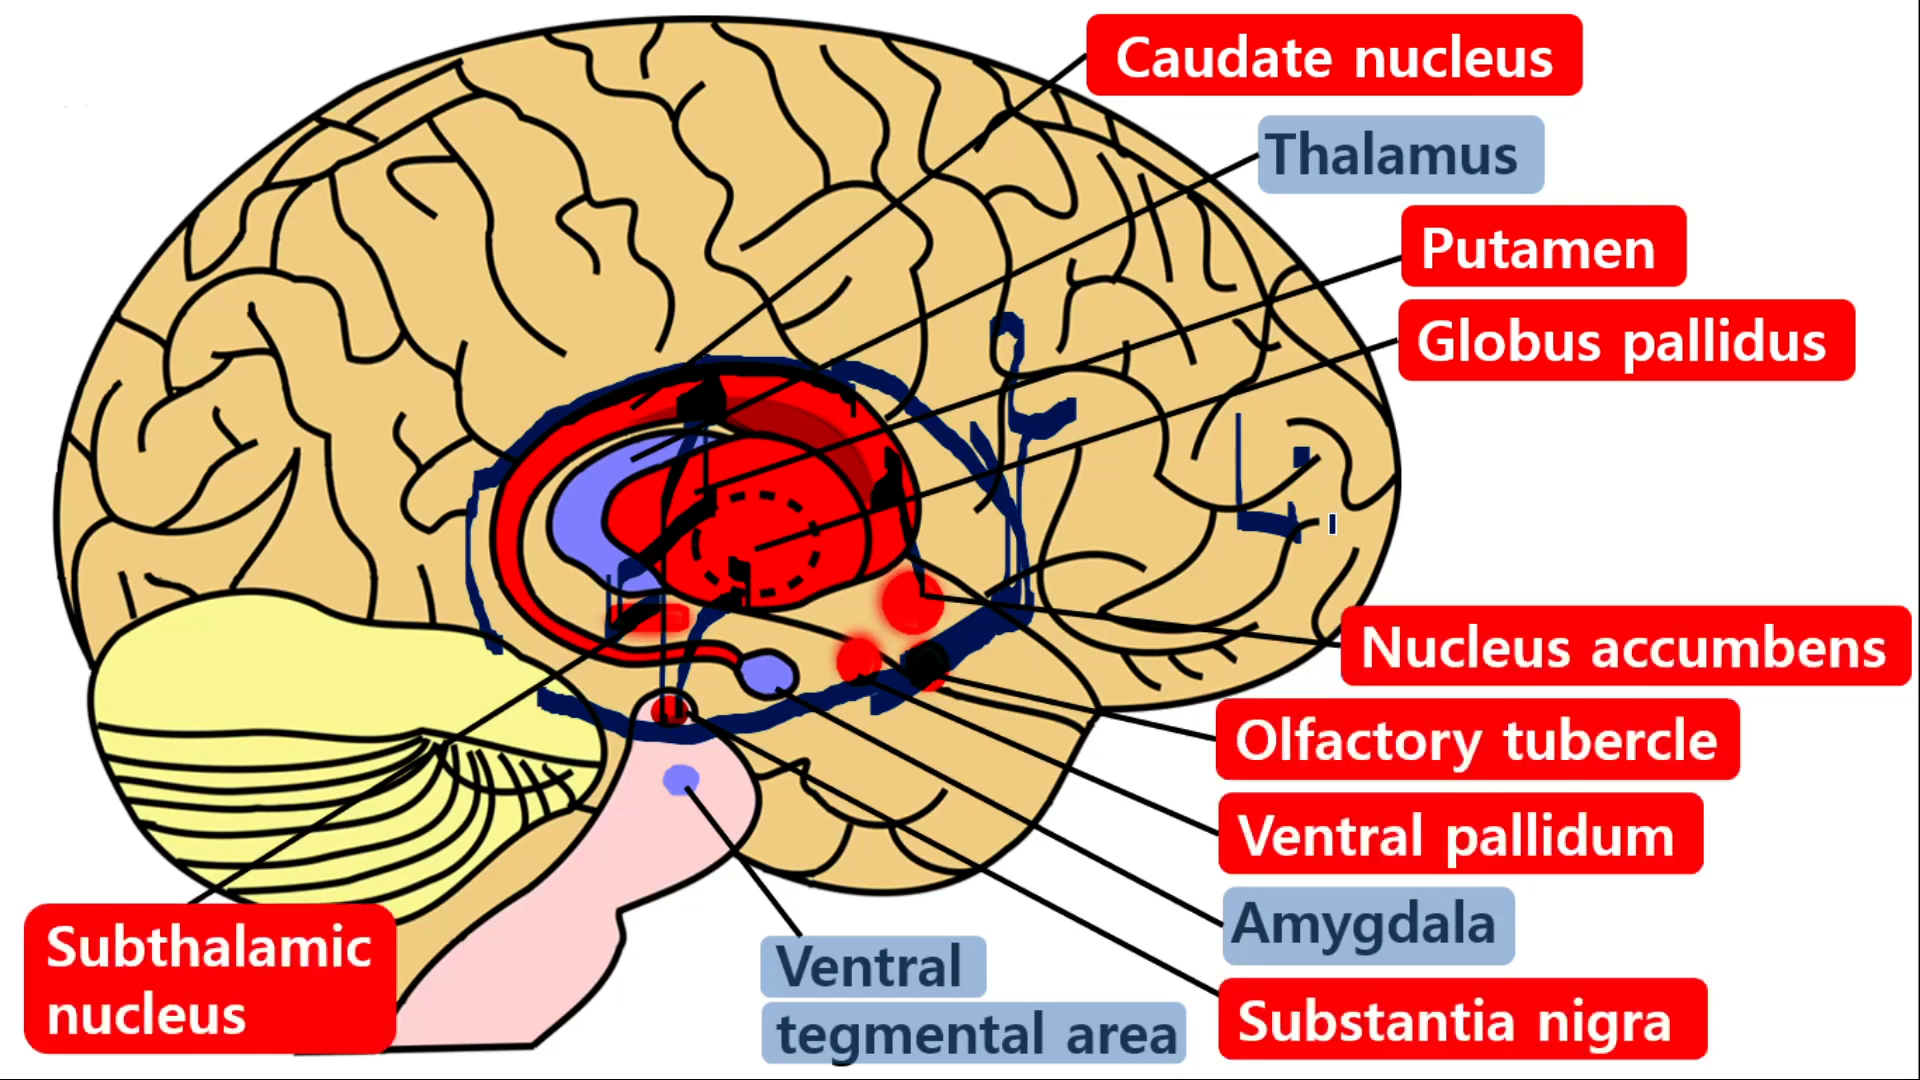 Caudate nucleus
Thalamus
Putamen
Globus pallidus
Nucleus accumbens
Olfactory tubercle
Ventral pallidum
Amygdala
Substantia nigra
Ventral
tegmental area
Subthalamic
nucleus